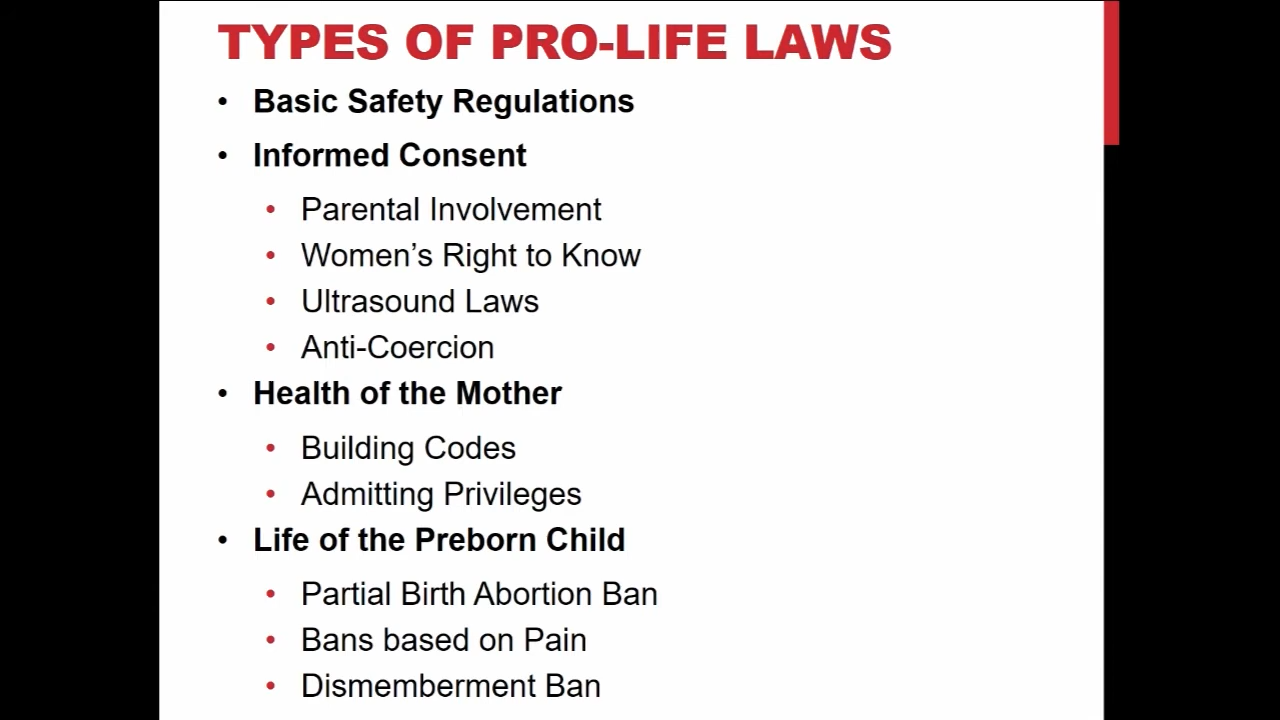 TYPES OF PRO-LIFE LAWS
• Basic Safety Regulations
• Informed Consent
• Parental Involvement
• Women’s Right to Know
• Ultrasound Laws
• Anti-Coercion
• Health of the Mother
• Building Codes
• Admitting Privileges
• Life of the Preborn Child
• Partial Birth Abortion Ban
• Bans based on Pain
• Dismemberment Ban